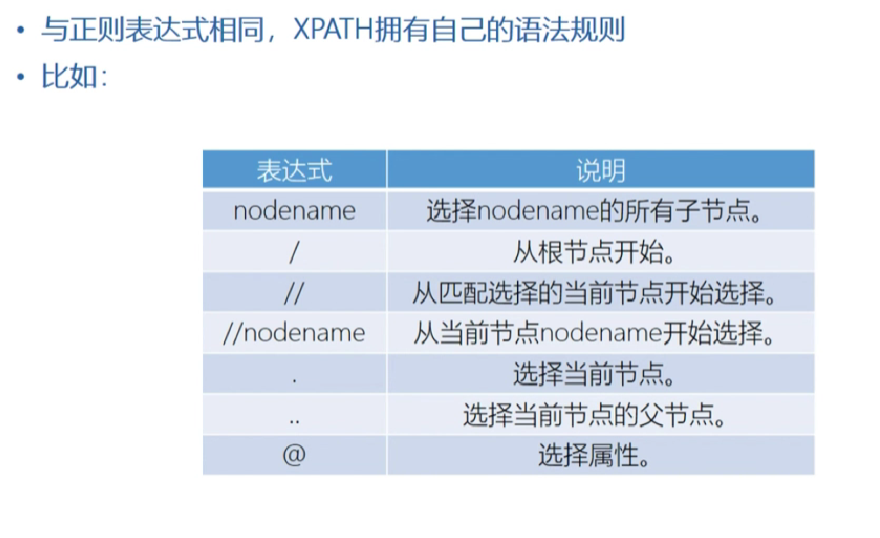 • 与正则表达式相同，XPATH拥有自己的语法规则
• 比如：
表达式 说明
nodename 选择nodename的所有子节点。
/ 从根节点开始。
// 从匹配选择的当前节点开始选择。
//nodename 从当前节点nodename开始选择。
. 选择当前节点。
.. 选择当前节点的父节点。
@ 选择属性。